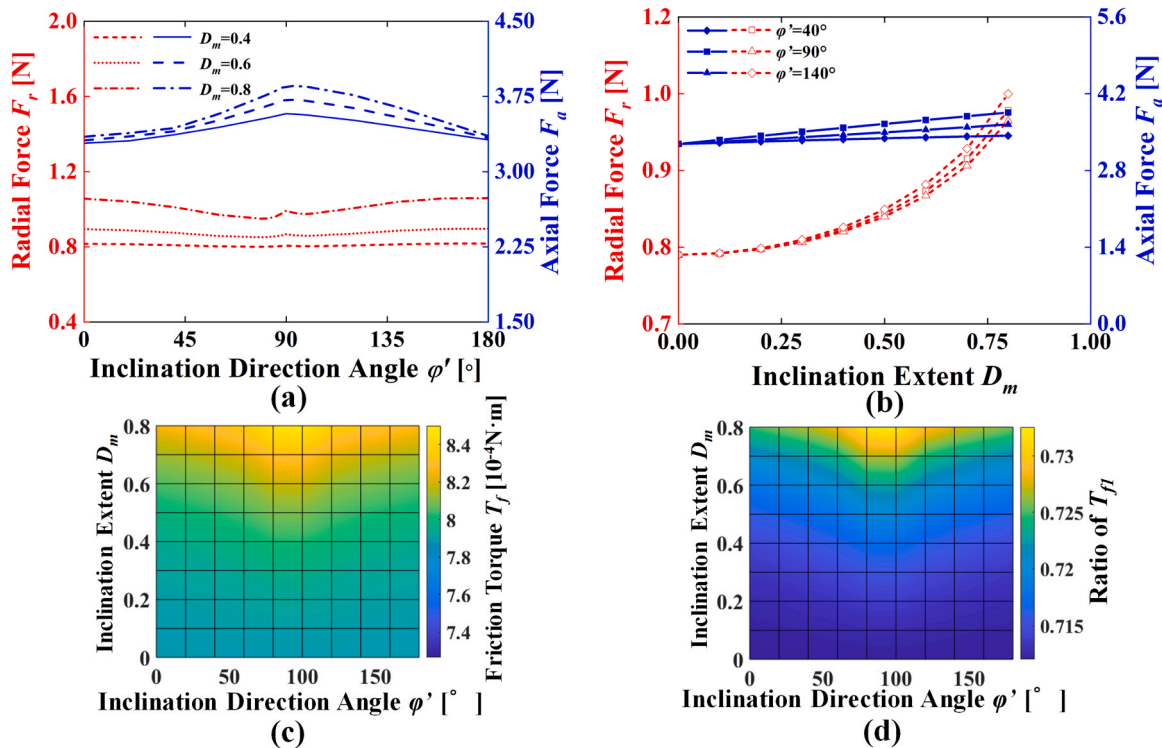 Radial Force F_r [N]
2.0
1.6
1.2
0.8
0.4
D_m=0.4
D_m=0.6
D_m=0.8
4.50
3.75
3.00
2.25
1.50
Axial Force F_a [N]
0 45 90 135 180
Inclination Direction Angle φ' [°]
(a)
Radial Force F_r [N]
1.2
1.0
0.9
0.8
0.7
φ'=40°
φ'=90°
φ'=140°
5.6
4.2
2.8
1.4
0.0
Axial Force F_a [N]
0.00 0.25 0.50 0.75 1.00
Inclination Extent D_m
(b)
Inclination Extent D_m
0.8
0.6
0.4
0.2
0
0 50 100 150
Inclination Direction Angle φ' [° ]
8.4
8.2
8
7.8
7.6
7.4
Friction Torque T_f [10^-4N·m]
(c)
Inclination Extent D_m
0.8
0.6
0.4
0.2
0
0 50 100 150
Inclination Direction Angle φ' [° ]
0.73
0.725
0.72
0.715
Ratio of T_f1
(d)